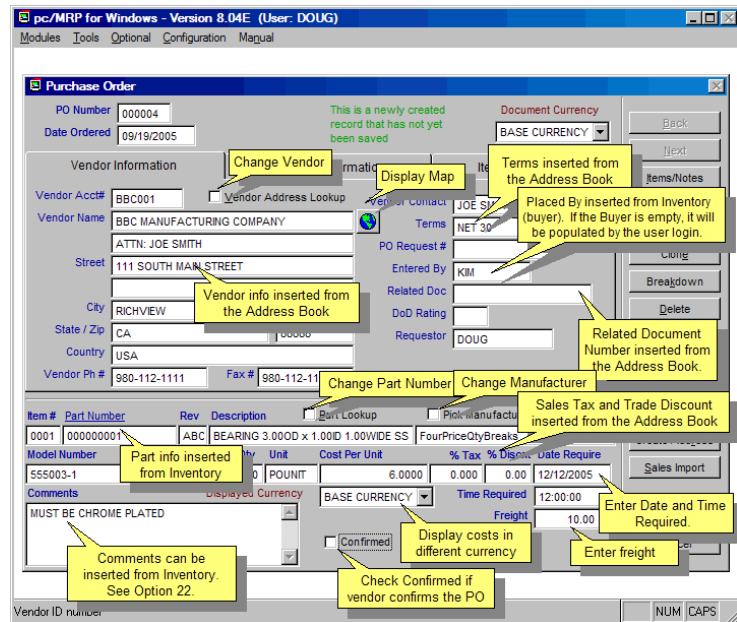 pc/MRP for Windows - Version 8.04E (User: DOUG)
Modules Tools Optional Configuration Manual
Purchase Order
PO Number 000004
Date Ordered 09/19/2005
This is a newly created
record that has not yet
been saved
Document Currency
BASE CURRENCY
Back
Next
Items/Notes
Breakdown
Delete
Sales Import
Vendor Information
Change Vendor
Display Map
Terms inserted from
the Address Book
Vendor Acct# BBC001
Vendor Address Lookup
JOE
Vendor Name BBC MANUFACTURING COMPANY
ATTN: JOE SMITH
Terms NET 30
Placed By inserted from Inventory
(buyer). If the Buyer is empty, it will
be populated by the user login.
PO Request #
Street 111 SOUTH MAIN STREET
Entered By KIM
Vendor info inserted from
the Address Book
Related Doc
City RICHVIEW
DoD Rating
State / Zip CA
Requestor DOUG
Related Document
Number inserted from
the Address Book.
Country USA
Vendor Ph # 980-112-1111
Fax # 980-112-11
Change Part Number
Change Manufacturer
Sales Tax and Trade Discount
inserted from the Address Book
Item # Part Number Rev Description Part Lookup Pick Manufactu
0001 000000001 ABC BEARING 3.00OD x 1.00ID 1.00WIDE SS FourPriceQtyBreaks
Model Number Unit Cost Per Unit % Tax % Discnt Date Require
555003-1 POUNIT 6.0000 0.000 0.00 12/12/2005
Part info inserted
from Inventory
Comments
Displayed Currency BASE CURRENCY
Time Required 12:00:00
MUST BE CHROME PLATED
Freight 10.00
Enter Date and Time
Required.
Confirmed
Display costs in
different currency
Enter freight
Comments can be
inserted from Inventory.
See Option 22.
Check Confirmed if
vendor confirms the PO
Vendor ID number
NUM CAPS